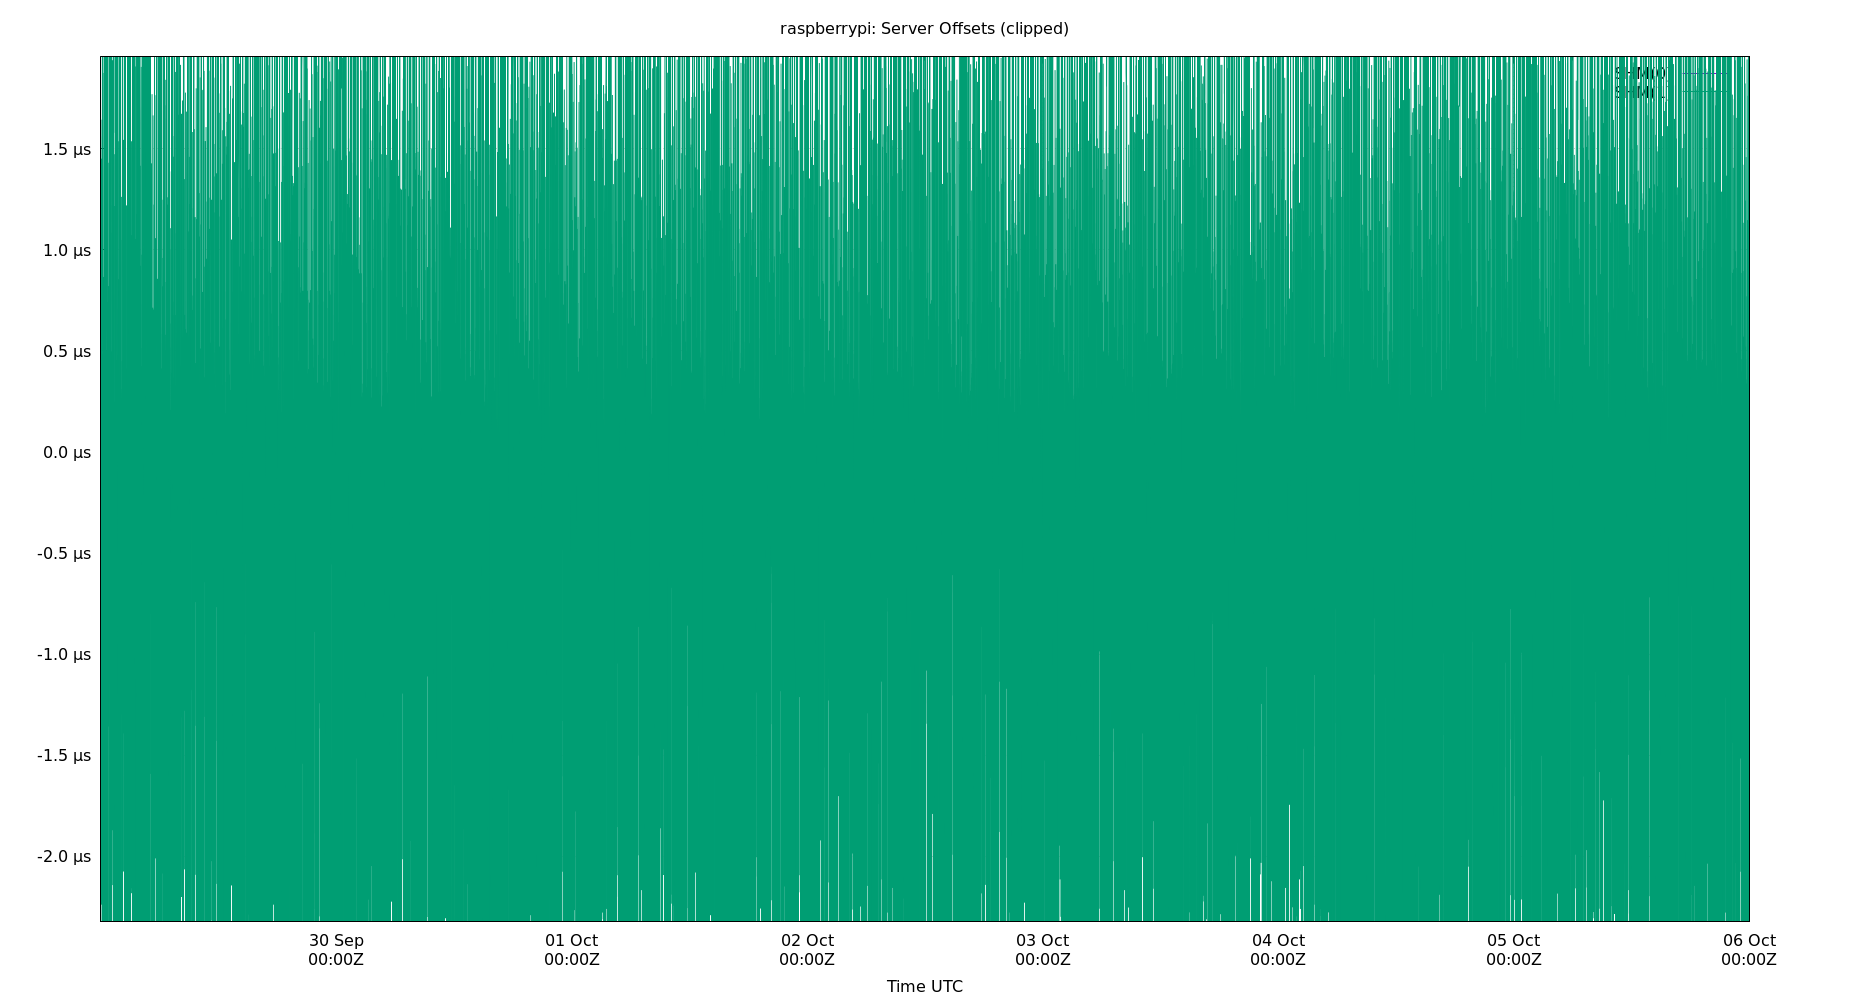 raspberrypi: Server Offsets (clipped)
1.5 µs
1.0 µs
0.5 µs
0.0 µs
-0.5 µs
-1.0 µs
-1.5 µs
-2.0 µs
30 Sep 01 Oct 02 Oct 03 Oct 04 Oct 05 Oct 06 Oct
00:00Z 00:00Z 00:00Z 00:00Z 00:00Z 00:00Z 00:00Z
Time UTC